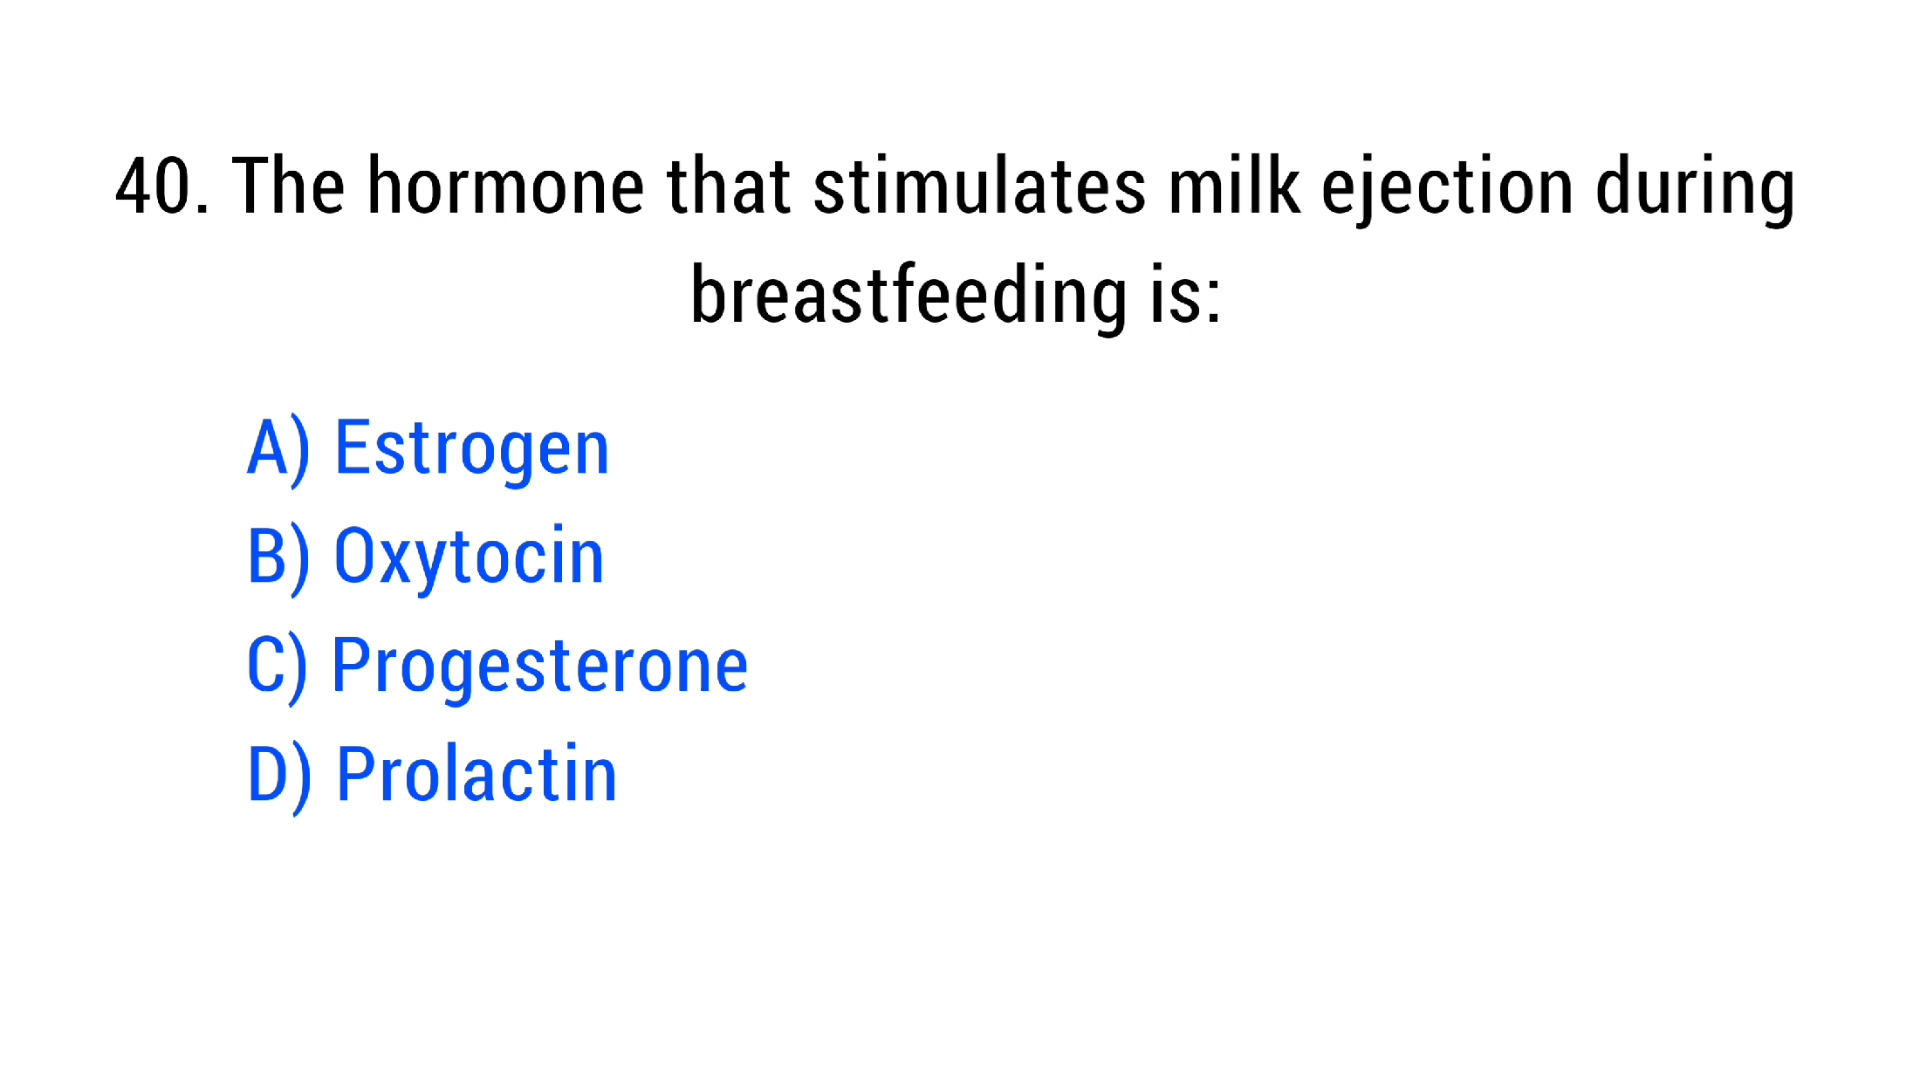 40. The hormone that stimulates milk ejection during
breastfeeding is:
A) Estrogen
B) Oxytocin
C) Progesterone
D) Prolactin